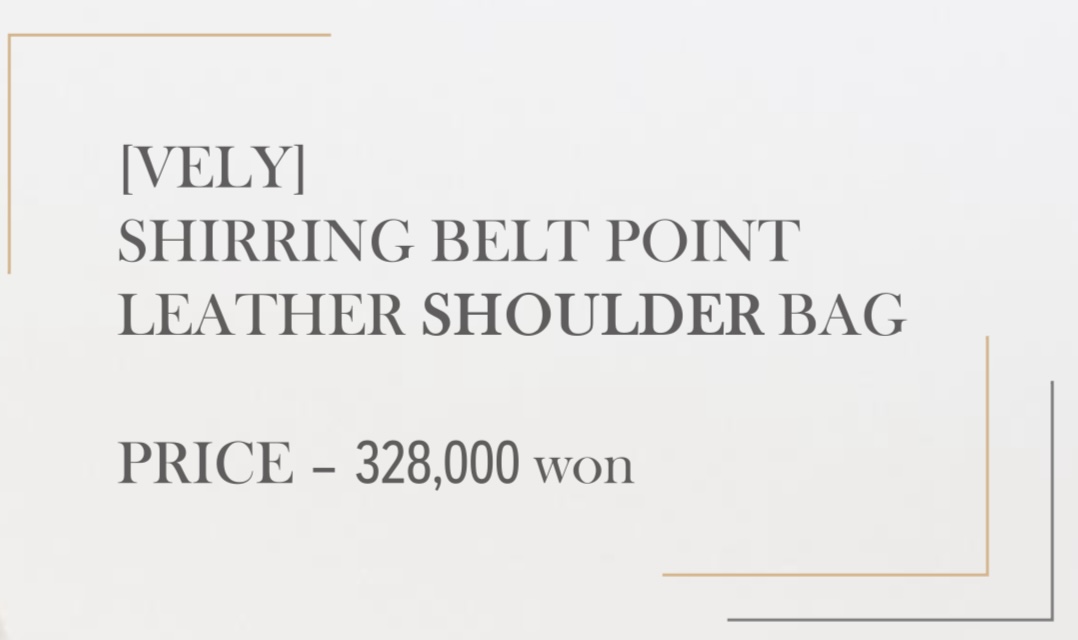 [VELY]
SHIRRING BELT POINT
LEATHER SHOULDER BAG
PRICE – 328,000 won